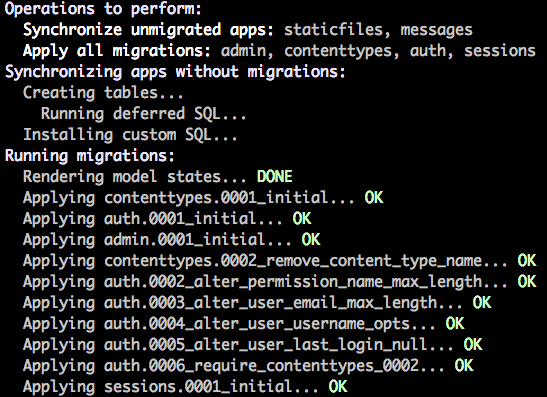 Operations to perform:
  Synchronize unmigrated apps: staticfiles, messages
  Apply all migrations: admin, contenttypes, auth, sessions
Synchronizing apps without migrations:
  Creating tables...
    Running deferred SQL...
  Installing custom SQL...
Running migrations:
  Rendering model states... DONE
  Applying contenttypes.0001_initial... OK
  Applying auth.0001_initial... OK
  Applying admin.0001_initial... OK
  Applying contenttypes.0002_remove_content_type_name... OK
  Applying auth.0002_alter_permission_name_max_length... OK
  Applying auth.0003_alter_user_email_max_length... OK
  Applying auth.0004_alter_user_username_opts... OK
  Applying auth.0005_alter_user_last_login_null... OK
  Applying auth.0006_require_contenttypes_0002... OK
  Applying sessions.0001_initial... OK